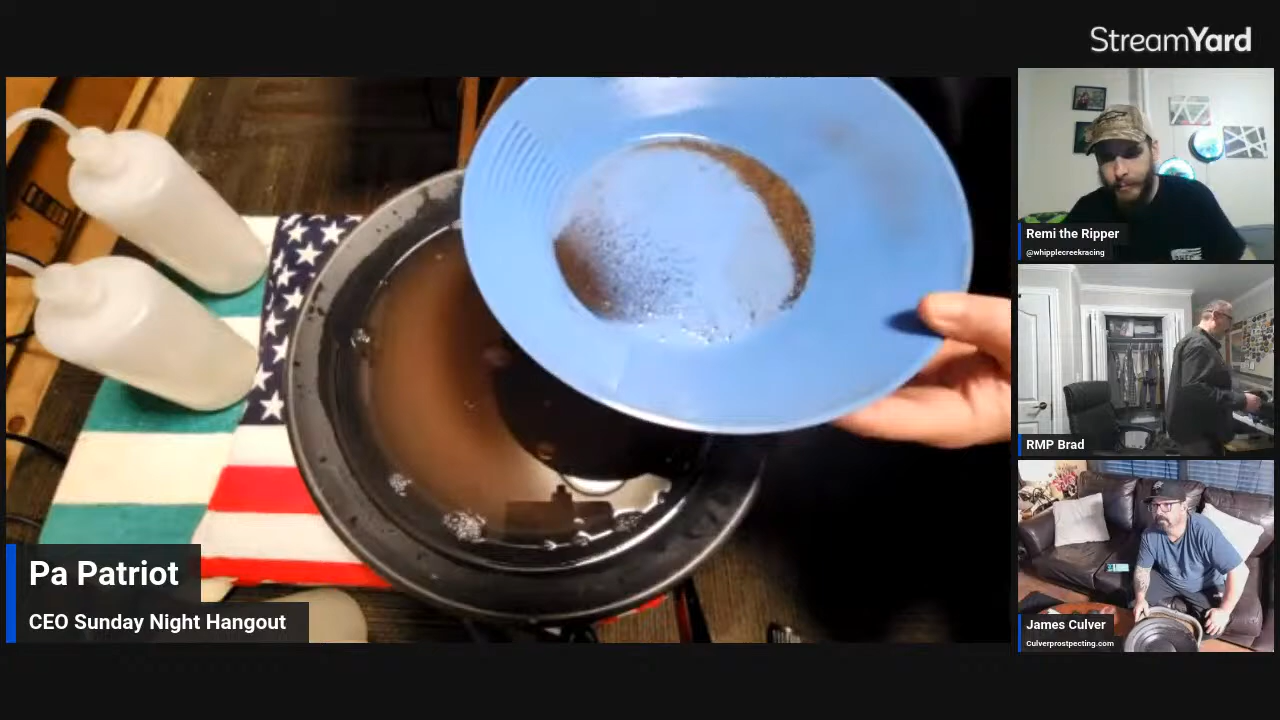 StreamYard
Remi the Ripper
@whipplecreekracing
RMP Brad
Pa Patriot
CEO Sunday Night Hangout
James Culver
Culverprospecting.com